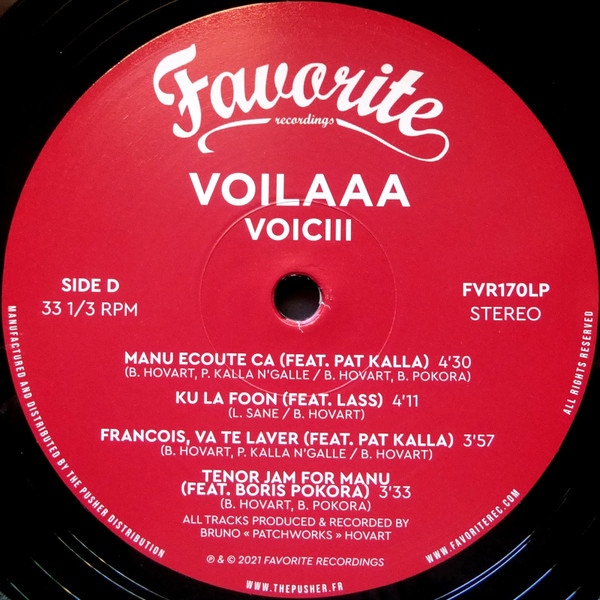 Favorite
recordings
VOILAAA
VOICIII
SIDE D
33 1/3 RPM
FVR170LP
STEREO
MANU ECOUTE CA (FEAT. PAT KALLA) 4'30
(B. HOVART, P. KALLA N'GALLE / B. HOVART, B. POKORA)
KU LA FOON (FEAT. LASS) 4'11
(L. SANE / B. HOVART)
FRANCOIS, VA TE LAVER (FEAT. PAT KALLA) 3'57
(B. HOVART, P. KALLA N'GALLE / B. HOVART)
TENOR JAM FOR MANU
(FEAT. BORIS POKORA) 3'33
(B. HOVART, B. POKORA)
ALL TRACKS PRODUCED & RECORDED BY
BRUNO « PATCHWORKS » HOVART
℗ & © 2021 FAVORITE RECORDINGS
MANUFACTURED AND DISTRIBUTED BY THE PUSHER DISTRIBUTION
WWW.THEPUSHER.FR
WWW.FAVORITEREC.COM
ALL RIGHTS RESERVED